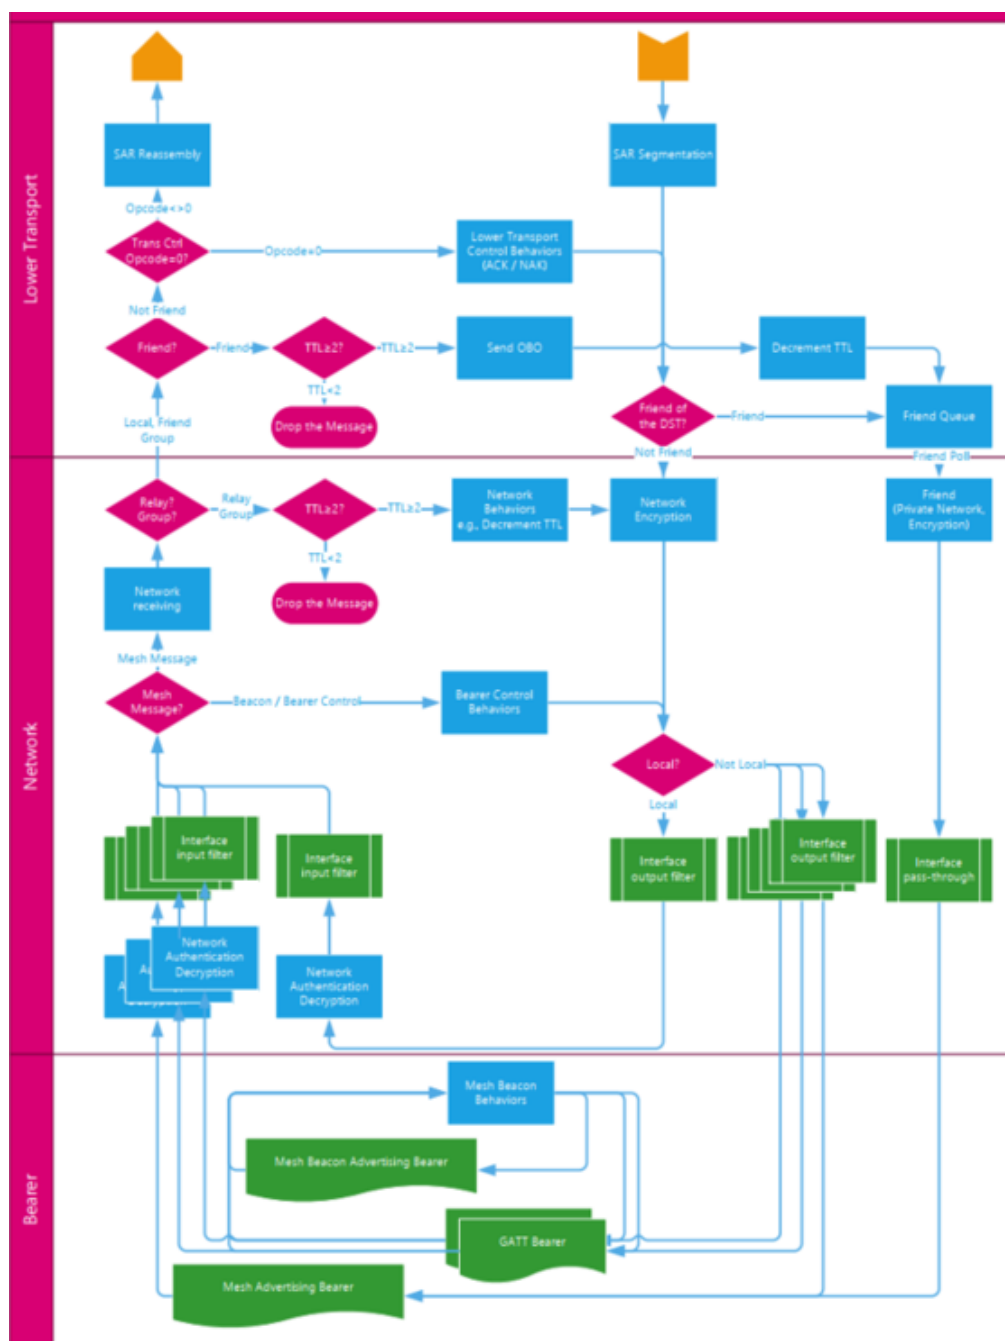 Lower Transport
SAR Reassembly
SAR Segmentation
Opcode<>0
Trans Ctrl
Opcode=0?
Opcode=0
Lower Transport
Control Behaviors
(ACK / NAK)
Not Friend
Friend?
Friend
TTL≥2?
TTL≥2
Send OBO
Decrement TTL
TTL<2
Drop the Message
Local, Friend
Group
Friend of
the DST?
Friend
Friend Queue
Not Friend
Friend Poll
Network
Relay?
Group?
Relay
Group
TTL≥2?
TTL≥2
Network
Behaviors
e.g., Decrement TTL
Network
Encryption
Friend
(Private Network,
Encryption)
TTL<2
Drop the Message
Network
receiving
Mesh Message
Mesh
Message?
Beacon / Bearer Control
Bearer Control
Behaviors
Local?
Not Local
Local
Interface
input filter
Interface
input filter
Interface
output filter
Interface
output filter
Interface
pass-through
Network
Authentication
Decryption
Network
Authentication
Decryption
Bearer
Mesh Beacon
Behaviors
Mesh Beacon Advertising Bearer
GATT Bearer
Mesh Advertising Bearer